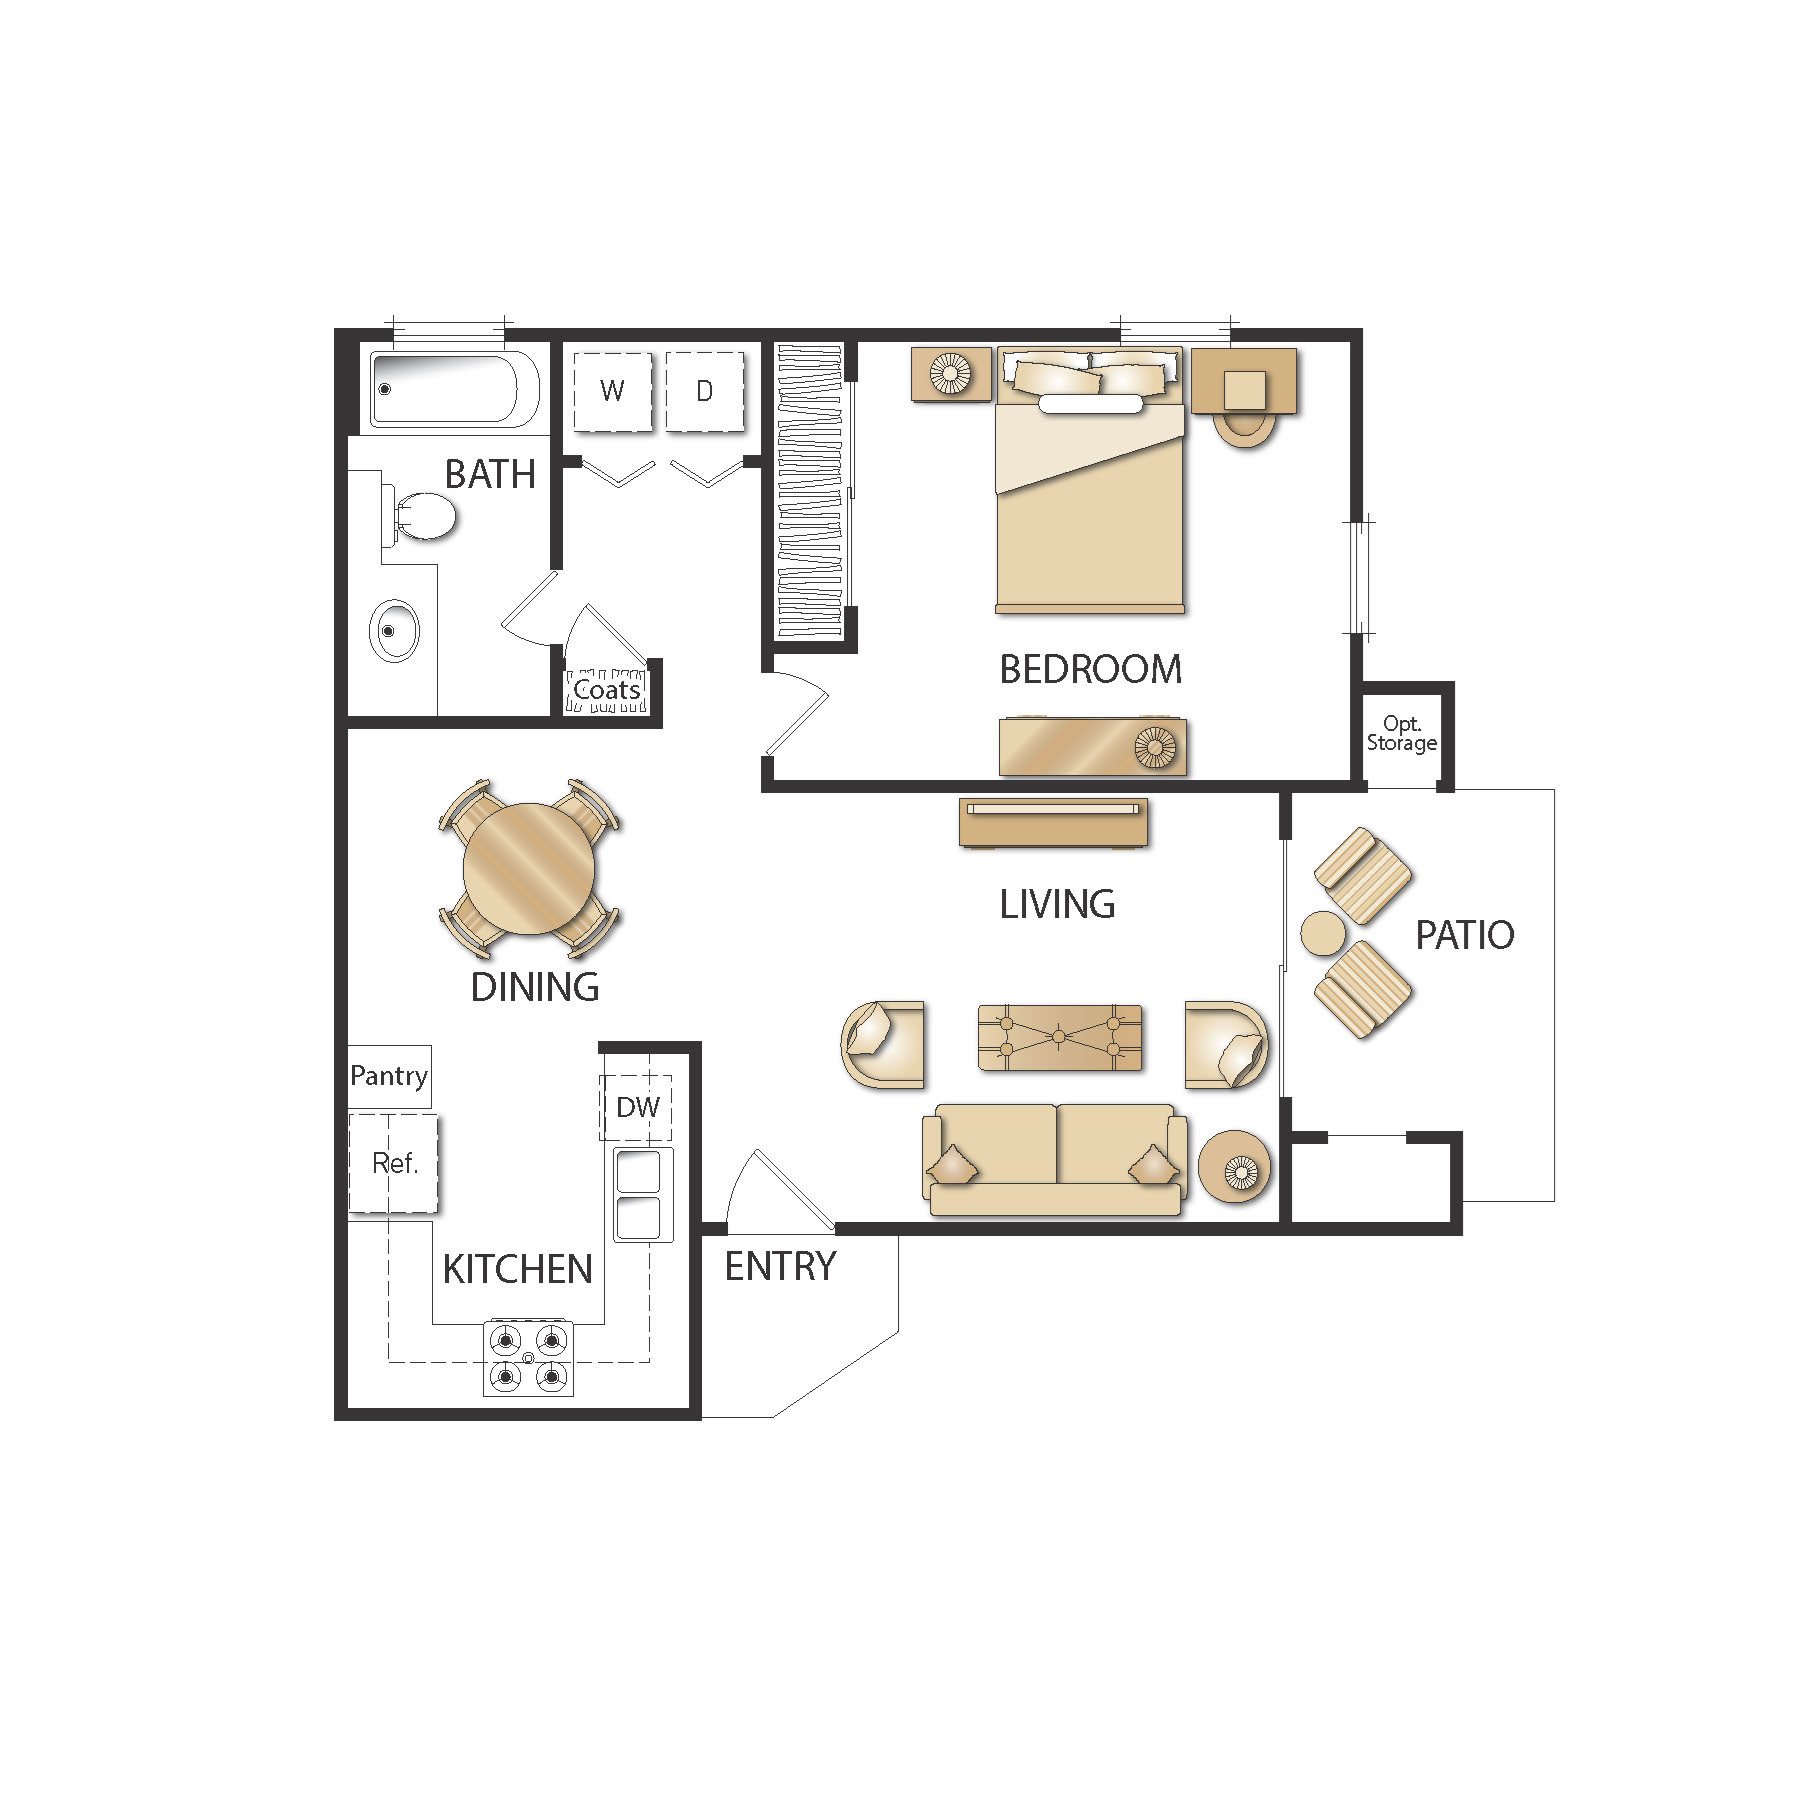 W
D
BATH
BEDROOM
Coats
Opt.
Storage
LIVING
PATIO
DINING
Pantry
DW
Ref.
KITCHEN
ENTRY